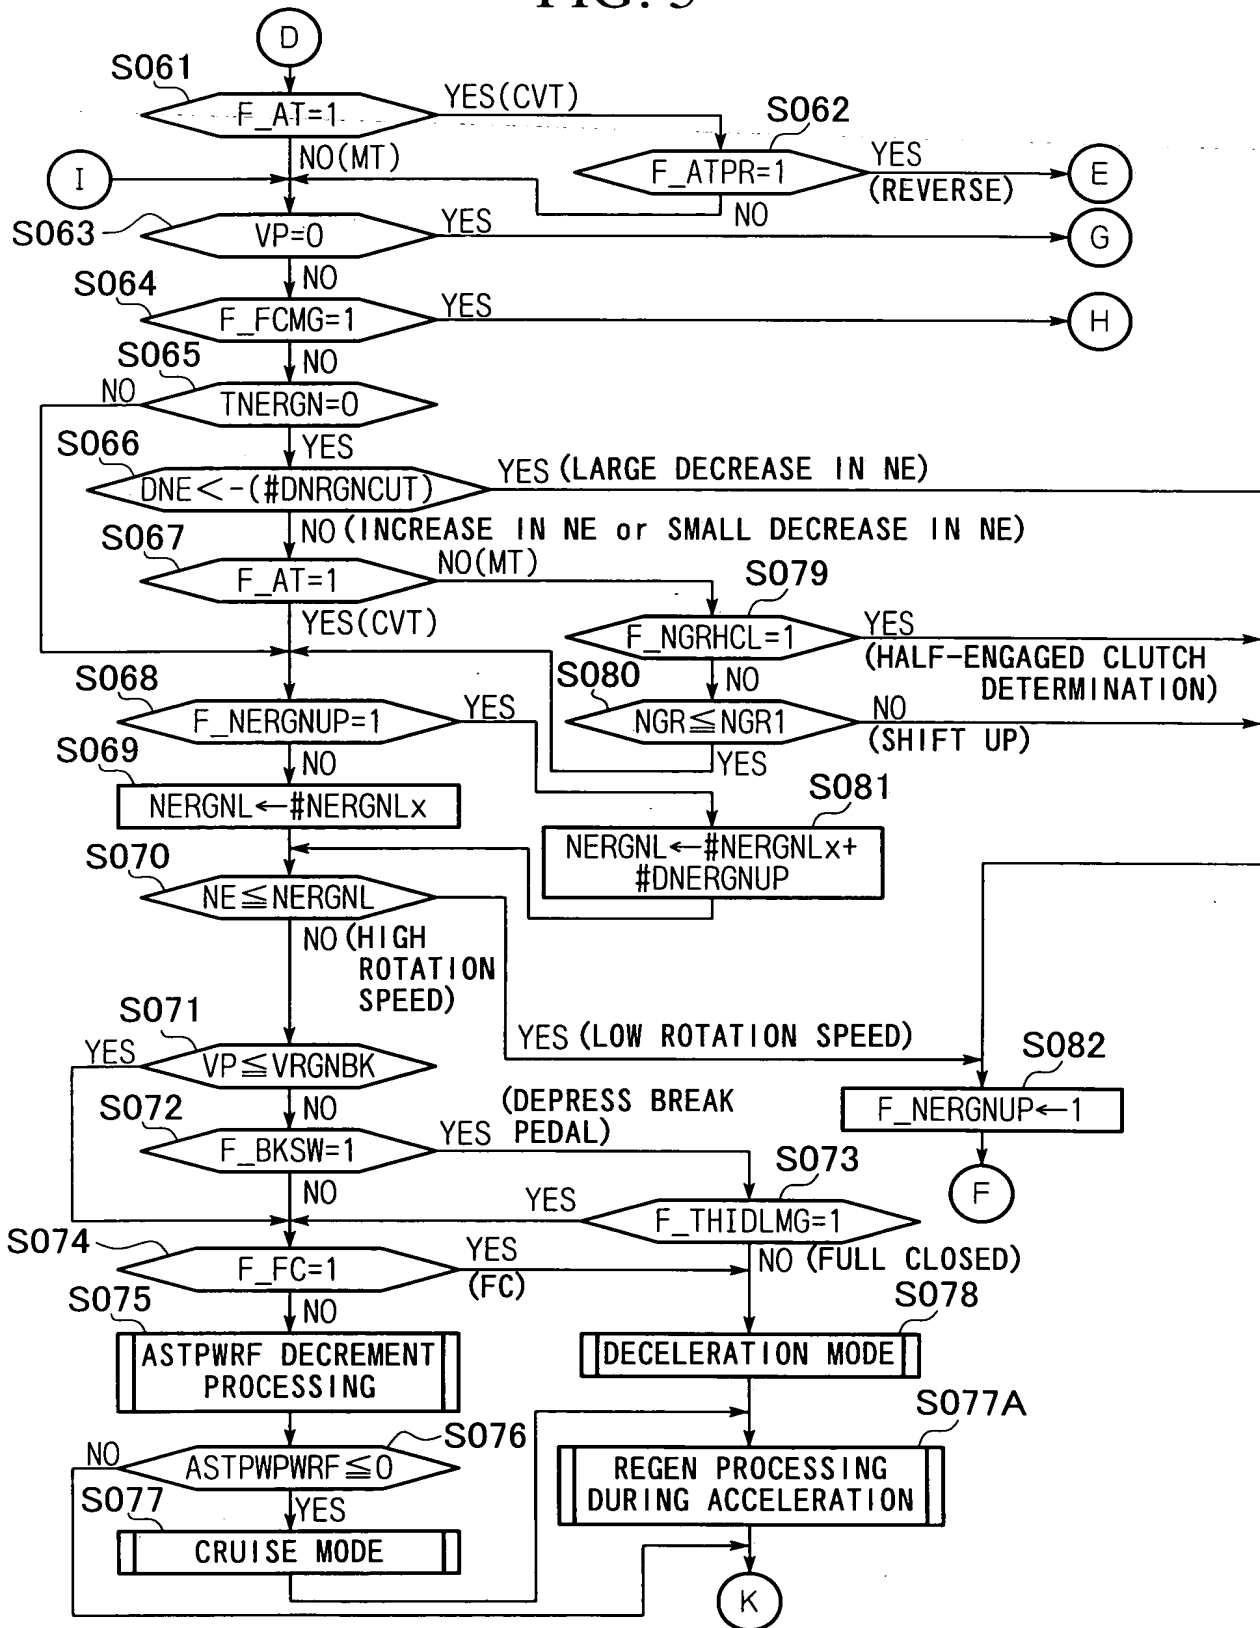 FIG. 5
D
S061
F_AT=1
YES(CVT)
S062
F_ATPR=1
YES
(REVERSE)
E
NO(MT)
I
NO
S063
VP=0
YES
G
NO
S064
F_FCMG=1
YES
H
NO
S065
TNERGN=0
NO
YES
S066
DNE<-(#DNRGNCUT)
YES (LARGE DECREASE IN NE)
NO (INCREASE IN NE or SMALL DECREASE IN NE)
S067
F_AT=1
NO(MT)
S079
F_NGRHCL=1
YES
(HALF-ENGAGED CLUTCH
DETERMINATION)
YES(CVT)
NO
S080
NGR≦NGR1
NO
(SHIFT UP)
YES
S068
F_NERGNUP=1
YES
NO
S069
NERGNL←#NERGNLx
S081
NERGNL←#NERGNLx+
#DNERGNUP
S070
NE≦NERGNL
NO (HIGH
ROTATION
SPEED)
YES (LOW ROTATION SPEED)
S082
F_NERGNUP←1
F
S071
VP≦VRGNBK
YES
NO
S072
F_BKSW=1
YES
(DEPRESS BREAK
PEDAL)
NO
S073
F_THIDLMG=1
YES
NO (FULL CLOSED)
S074
F_FC=1
YES
(FC)
NO
S075
ASTPWRF DECREMENT
PROCESSING
S078
DECELERATION MODE
S076
ASTPWPWRF≦0
NO
YES
S077A
REGEN PROCESSING
DURING ACCELERATION
S077
CRUISE MODE
K